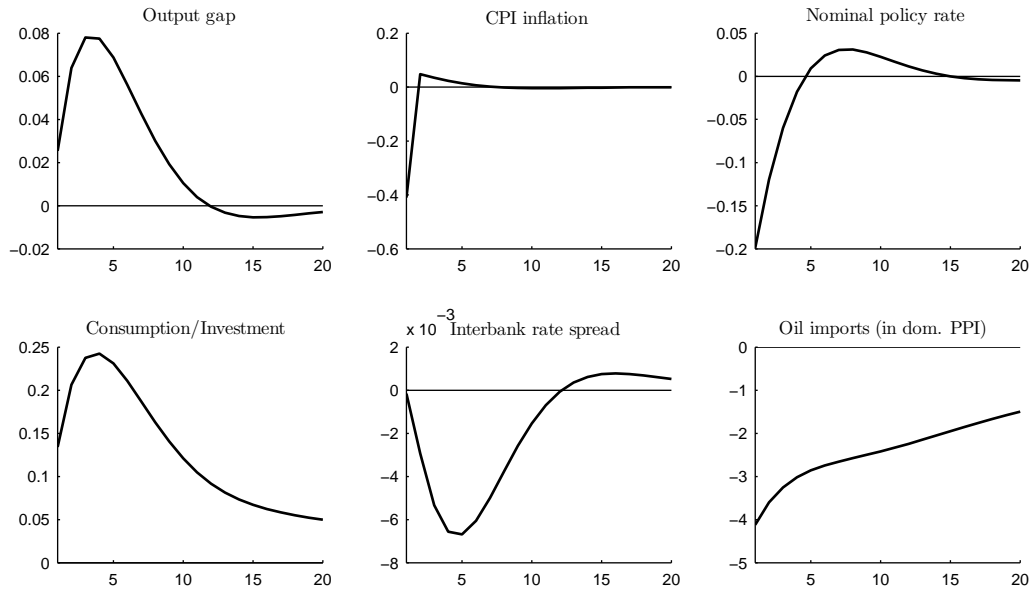 Output gap
0.08
0.06
0.04
0.02
0
−0.02
5 10 15 20
CPI inflation
0.2
0
−0.2
−0.4
−0.6
5 10 15 20
Nominal policy rate
0.05
0
−0.05
−0.1
−0.15
−0.2
5 10 15 20
Consumption/Investment
0.25
0.2
0.15
0.1
0.05
0
5 10 15 20
x 10−3
Interbank rate spread
2
0
−2
−4
−6
−8
5 10 15 20
Oil imports (in dom. PPI)
0
−1
−2
−3
−4
−5
5 10 15 20